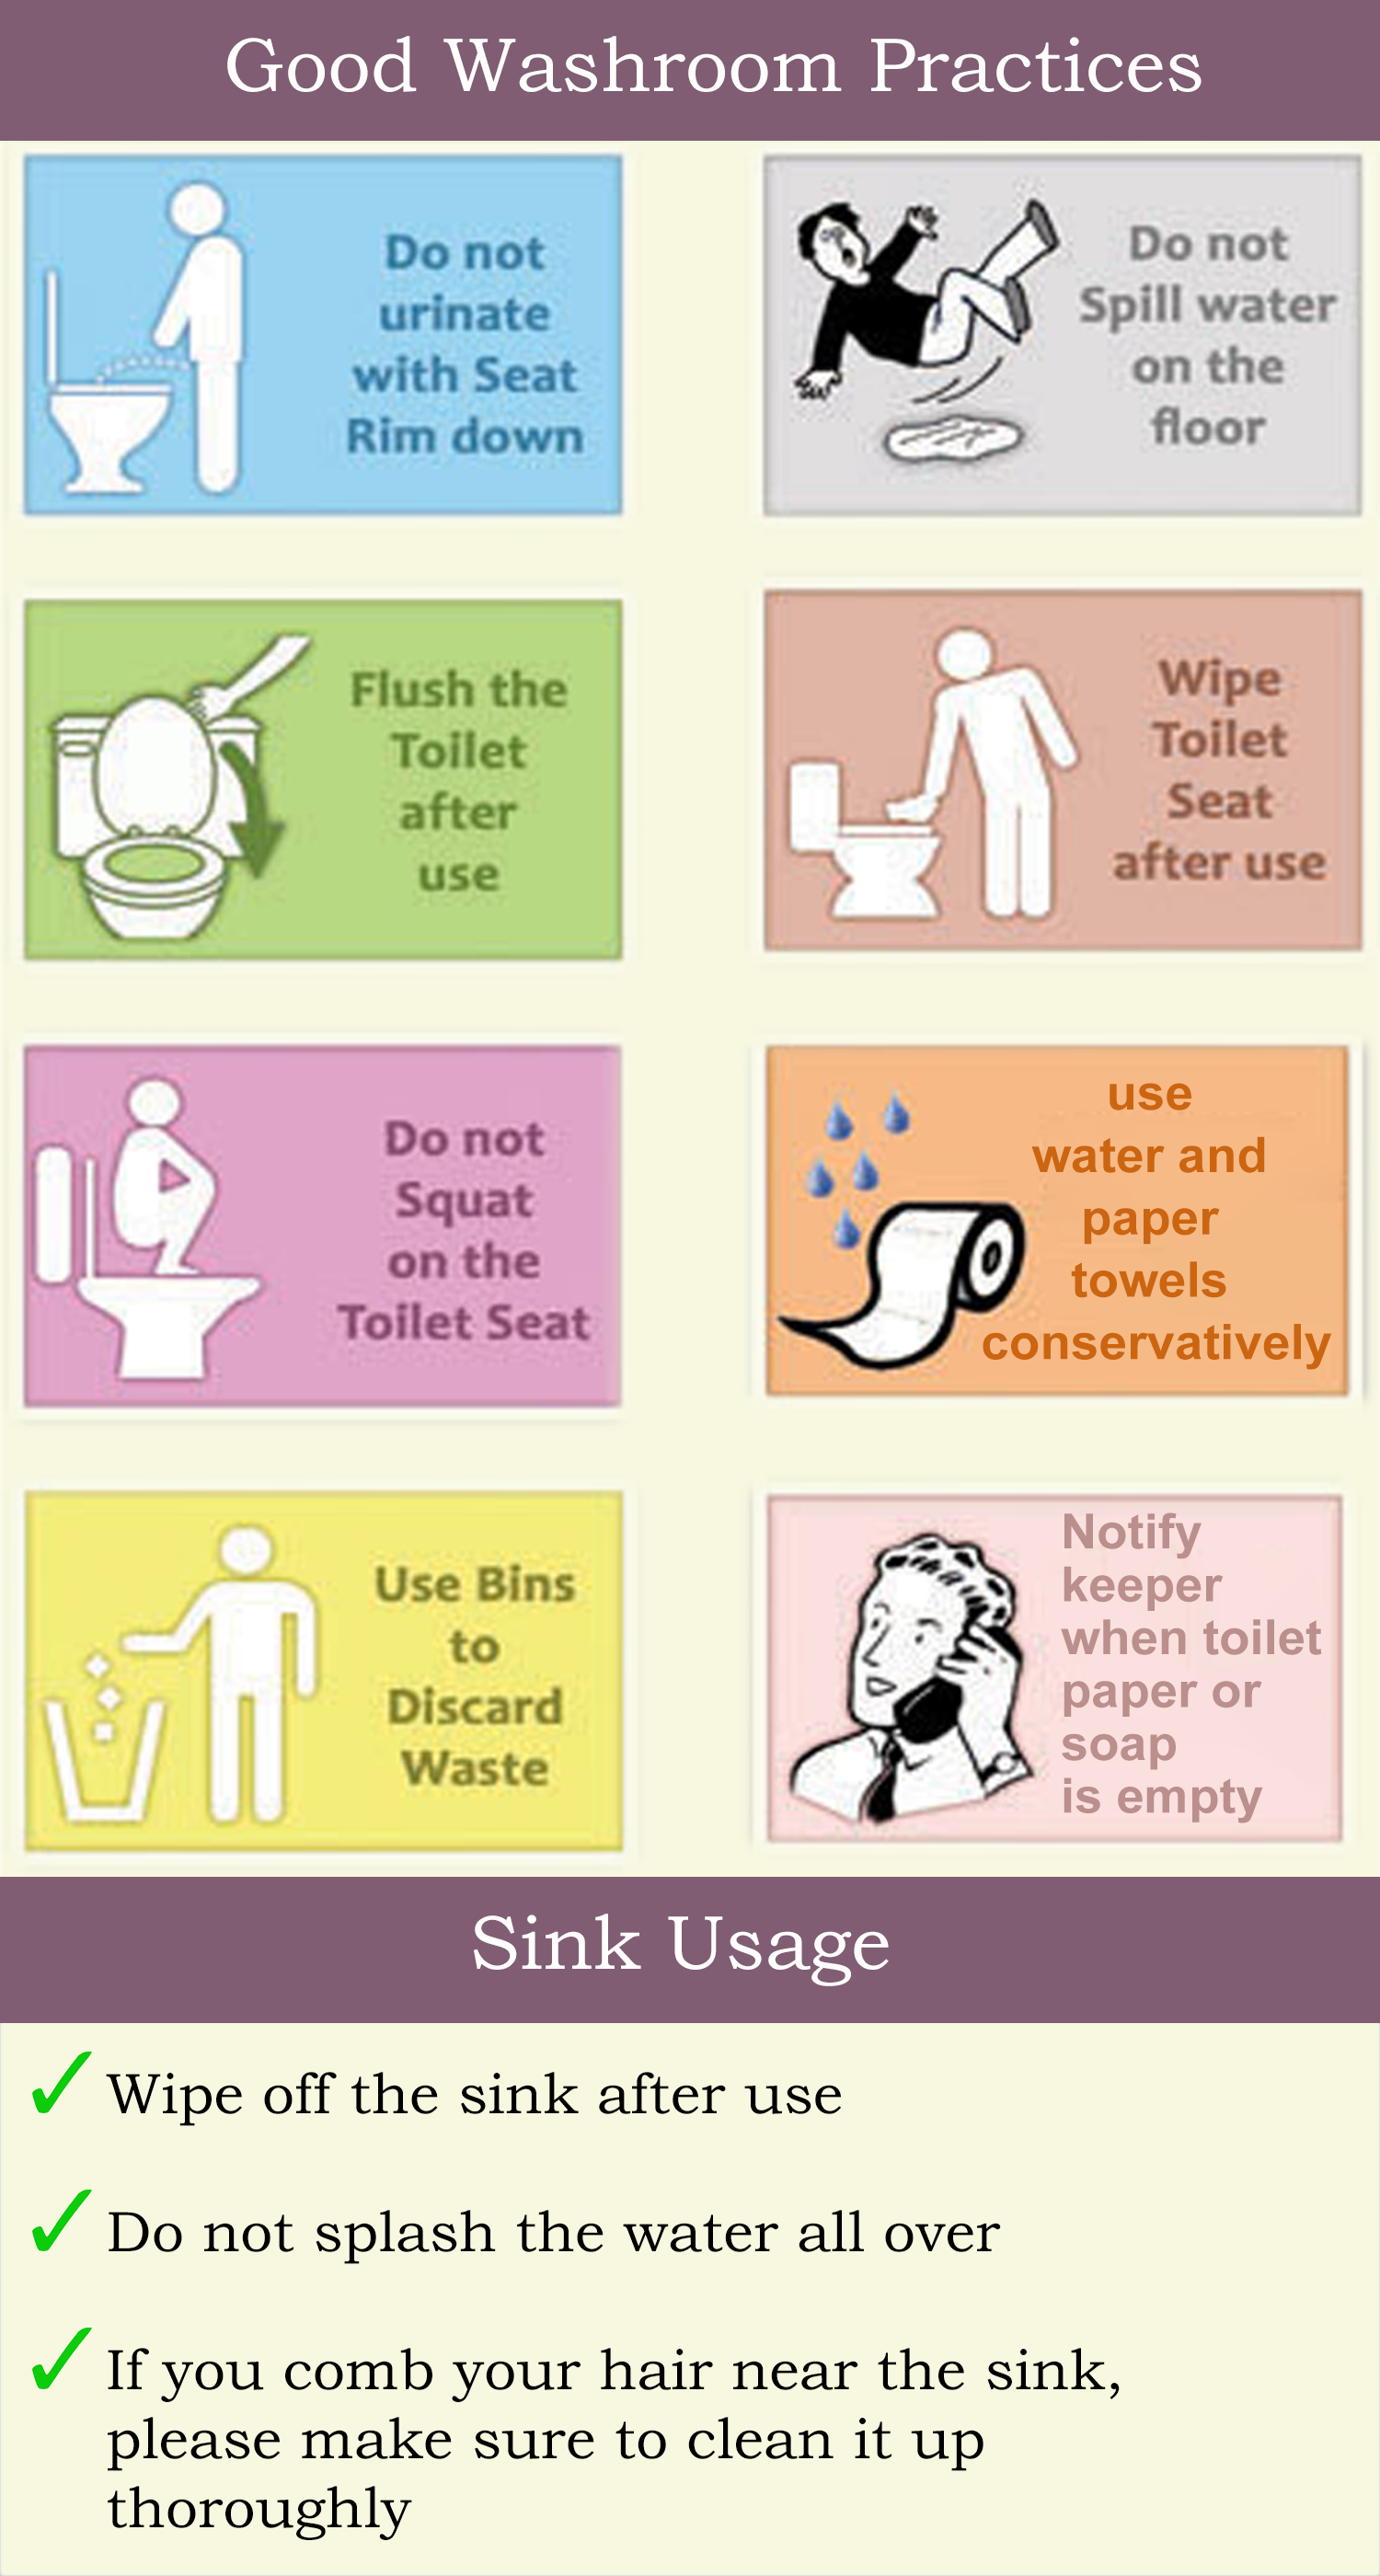 Good Washroom Practices
Do not
urinate
with Seat
Rim down
Do not
Spill water
on the
floor
Flush the
Toilet
after
use
Wipe
Toilet
Seat
after use
Do not
Squat
on the
Toilet Seat
use
water and
paper
towels
conservatively
Use Bins
to
Discard
Waste
Notify
keeper
when toilet
paper or
soap
is empty
Sink Usage
✓ Wipe off the sink after use
✓ Do not splash the water all over
✓ If you comb your hair near the sink,
please make sure to clean it up
thoroughly